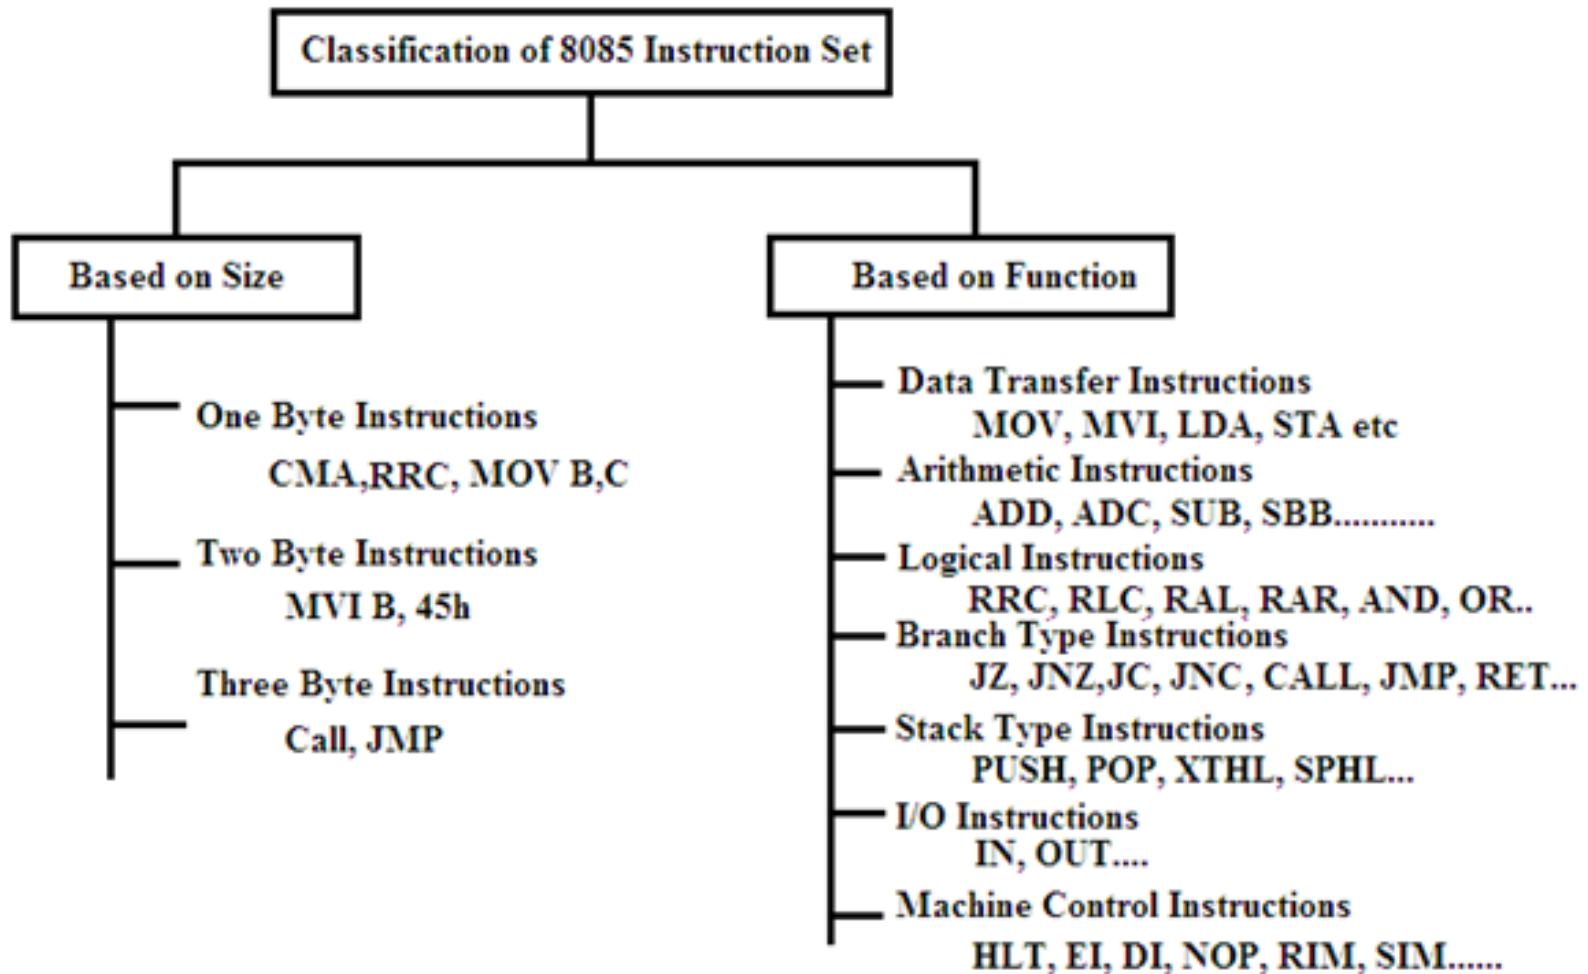 Classification of 8085 Instruction Set
Based on Size
One Byte Instructions
CMA,RRC, MOV B,C
Two Byte Instructions
MVI B, 45h
Three Byte Instructions
Call, JMP
Based on Function
Data Transfer Instructions
MOV, MVI, LDA, STA etc
Arithmetic Instructions
ADD, ADC, SUB, SBB...........
Logical Instructions
RRC, RLC, RAL, RAR, AND, OR..
Branch Type Instructions
JZ, JNZ,JC, JNC, CALL, JMP, RET...
Stack Type Instructions
PUSH, POP, XTHL, SPHL...
I/O Instructions
IN, OUT....
Machine Control Instructions
HLT, EI, DI, NOP, RIM, SIM......